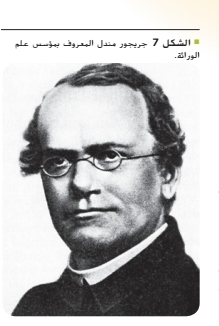 ■ الشكل 7 جريجور مندل المعروف بمؤسس علم
الوراثة.